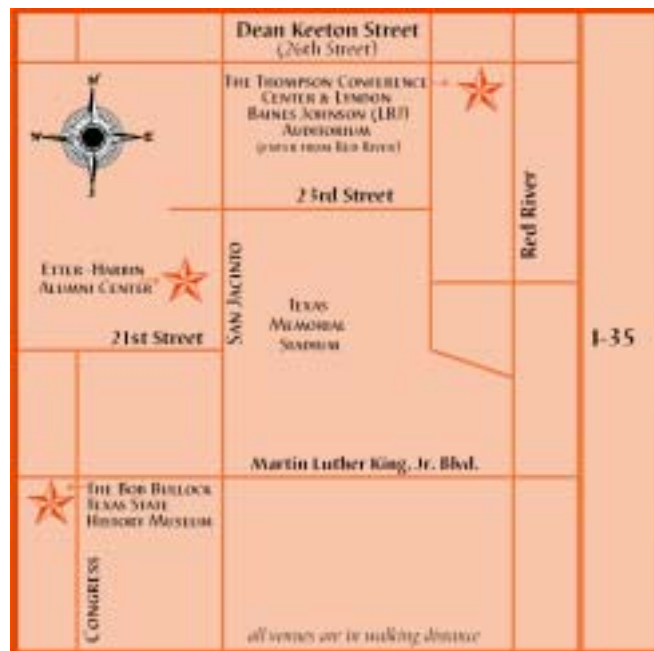 Dean Keeton Street
(26th Street)
The Thompson Conference
Center & Lyndon
Baines Johnson (LBJ)
Auditorium
(enter from Red River)
N
W
E
S
23rd Street
Red River
San Jacinto
Etter-Harbin
Alumni Center
Texas
Memorial
Stadium
21st Street
I-35
Martin Luther King, Jr. Blvd.
The Bob Bullock
Texas State
History Museum
Congress
all venues are in walking distance